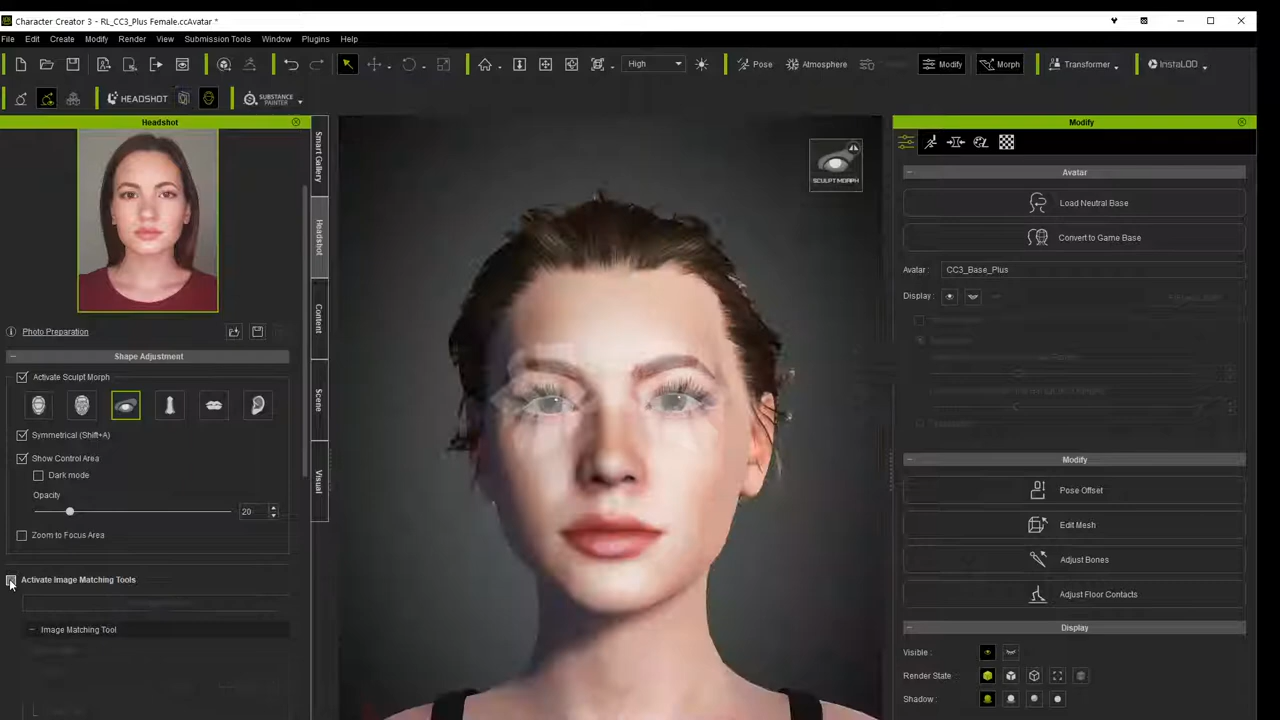 Character Creator 3 - RL_CC3_Plus Female.ccAvatar *
File Edit Create Modify Render View Submission Tools Window Plugins Help
High Pose Atmosphere Modify Morph Transformer InstaLOD
HEADSHOT SUBSTANCE PAINTER
Headshot
Photo Preparation
Shape Adjustment
Activate Sculpt Morph
Symmetrical (Shift+A)
Show Control Area
Dark mode
Opacity
20
Zoom to Focus Area
Activate Image Matching Tools
Image Matching Tool
Smart Gallery
Headshot
Content
Scene
Visual
SCULPT MORPH
Modify
Avatar
Load Neutral Base
Convert to Game Base
Avatar : CC3_Base_Plus
Display :
Modify
Pose Offset
Edit Mesh
Adjust Bones
Adjust Floor Contacts
Display
Visible :
Render State
Shadow :